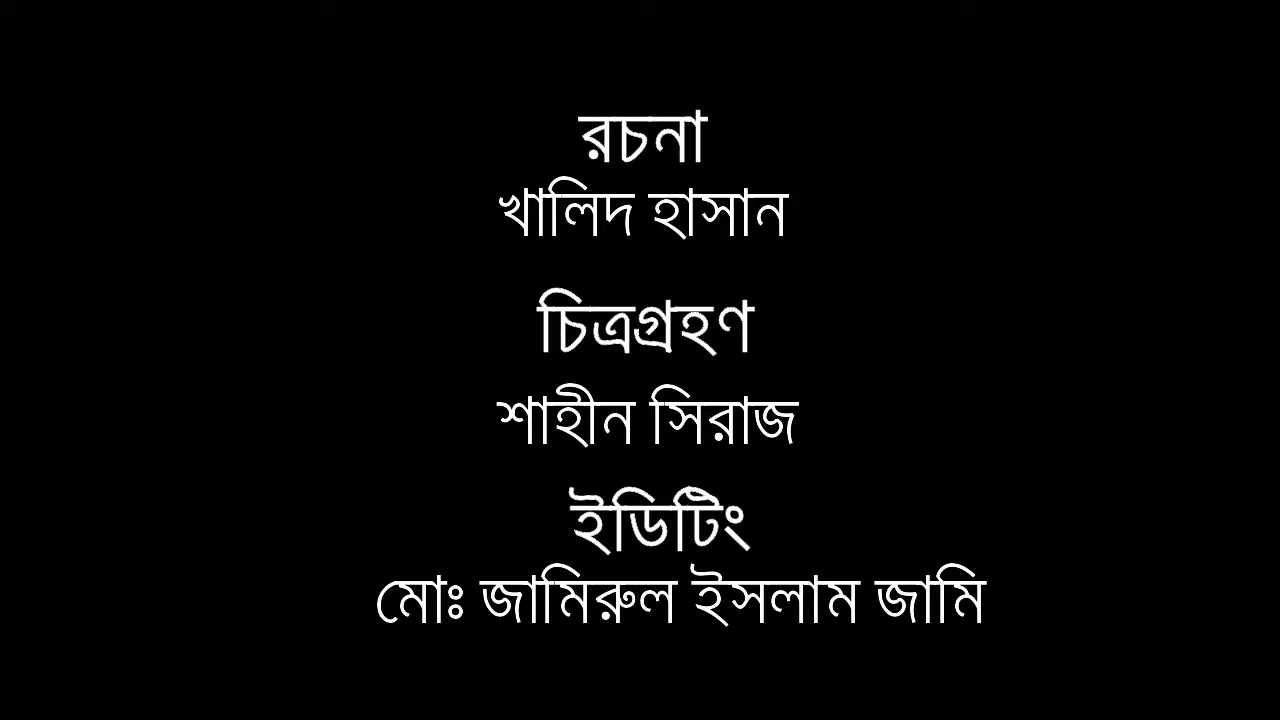 রচনা
খালিদ হাসান
চিত্রগ্রহণ
শাহীন সিরাজ
ইডিটিং
মোঃ জামিরুল ইসলাম জামি